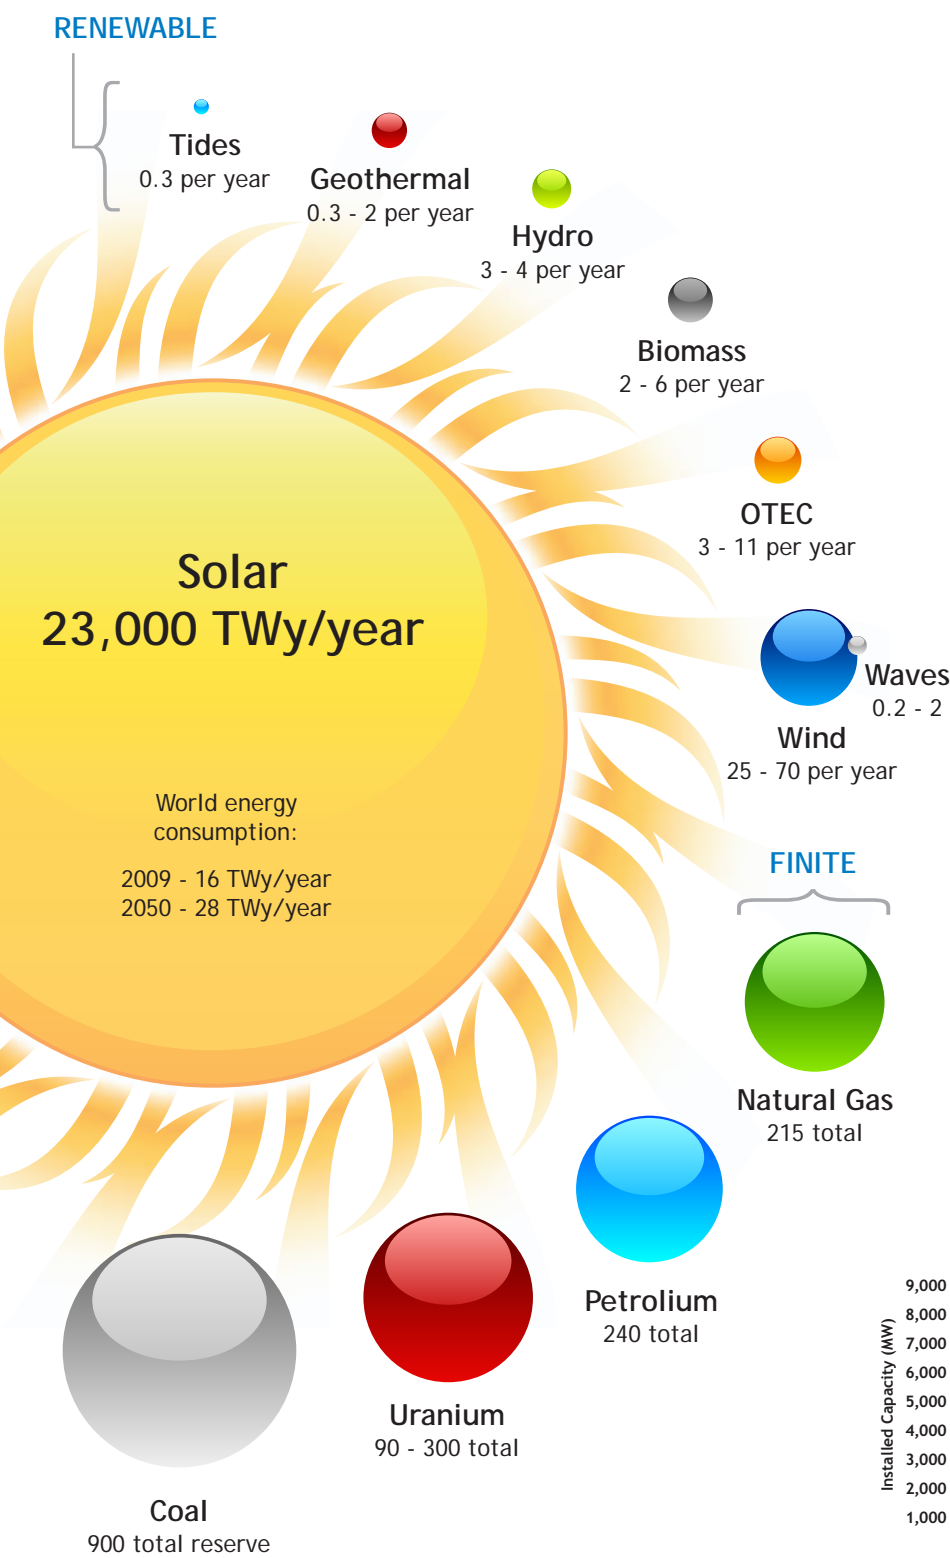 RENEWABLE
Tides
0.3 per year
Geothermal
0.3 - 2 per year
Hydro
3 - 4 per year
Biomass
2 - 6 per year
OTEC
3 - 11 per year
Waves
0.2 - 2
Wind
25 - 70 per year
Solar
23,000 TWy/year
World energy
consumption:
2009 - 16 TWy/year
2050 - 28 TWy/year
FINITE
Natural Gas
215 total
Petrolium
240 total
Uranium
90 - 300 total
Coal
900 total reserve
Installed Capacity (MW)
9,000
8,000
7,000
6,000
5,000
4,000
3,000
2,000
1,000